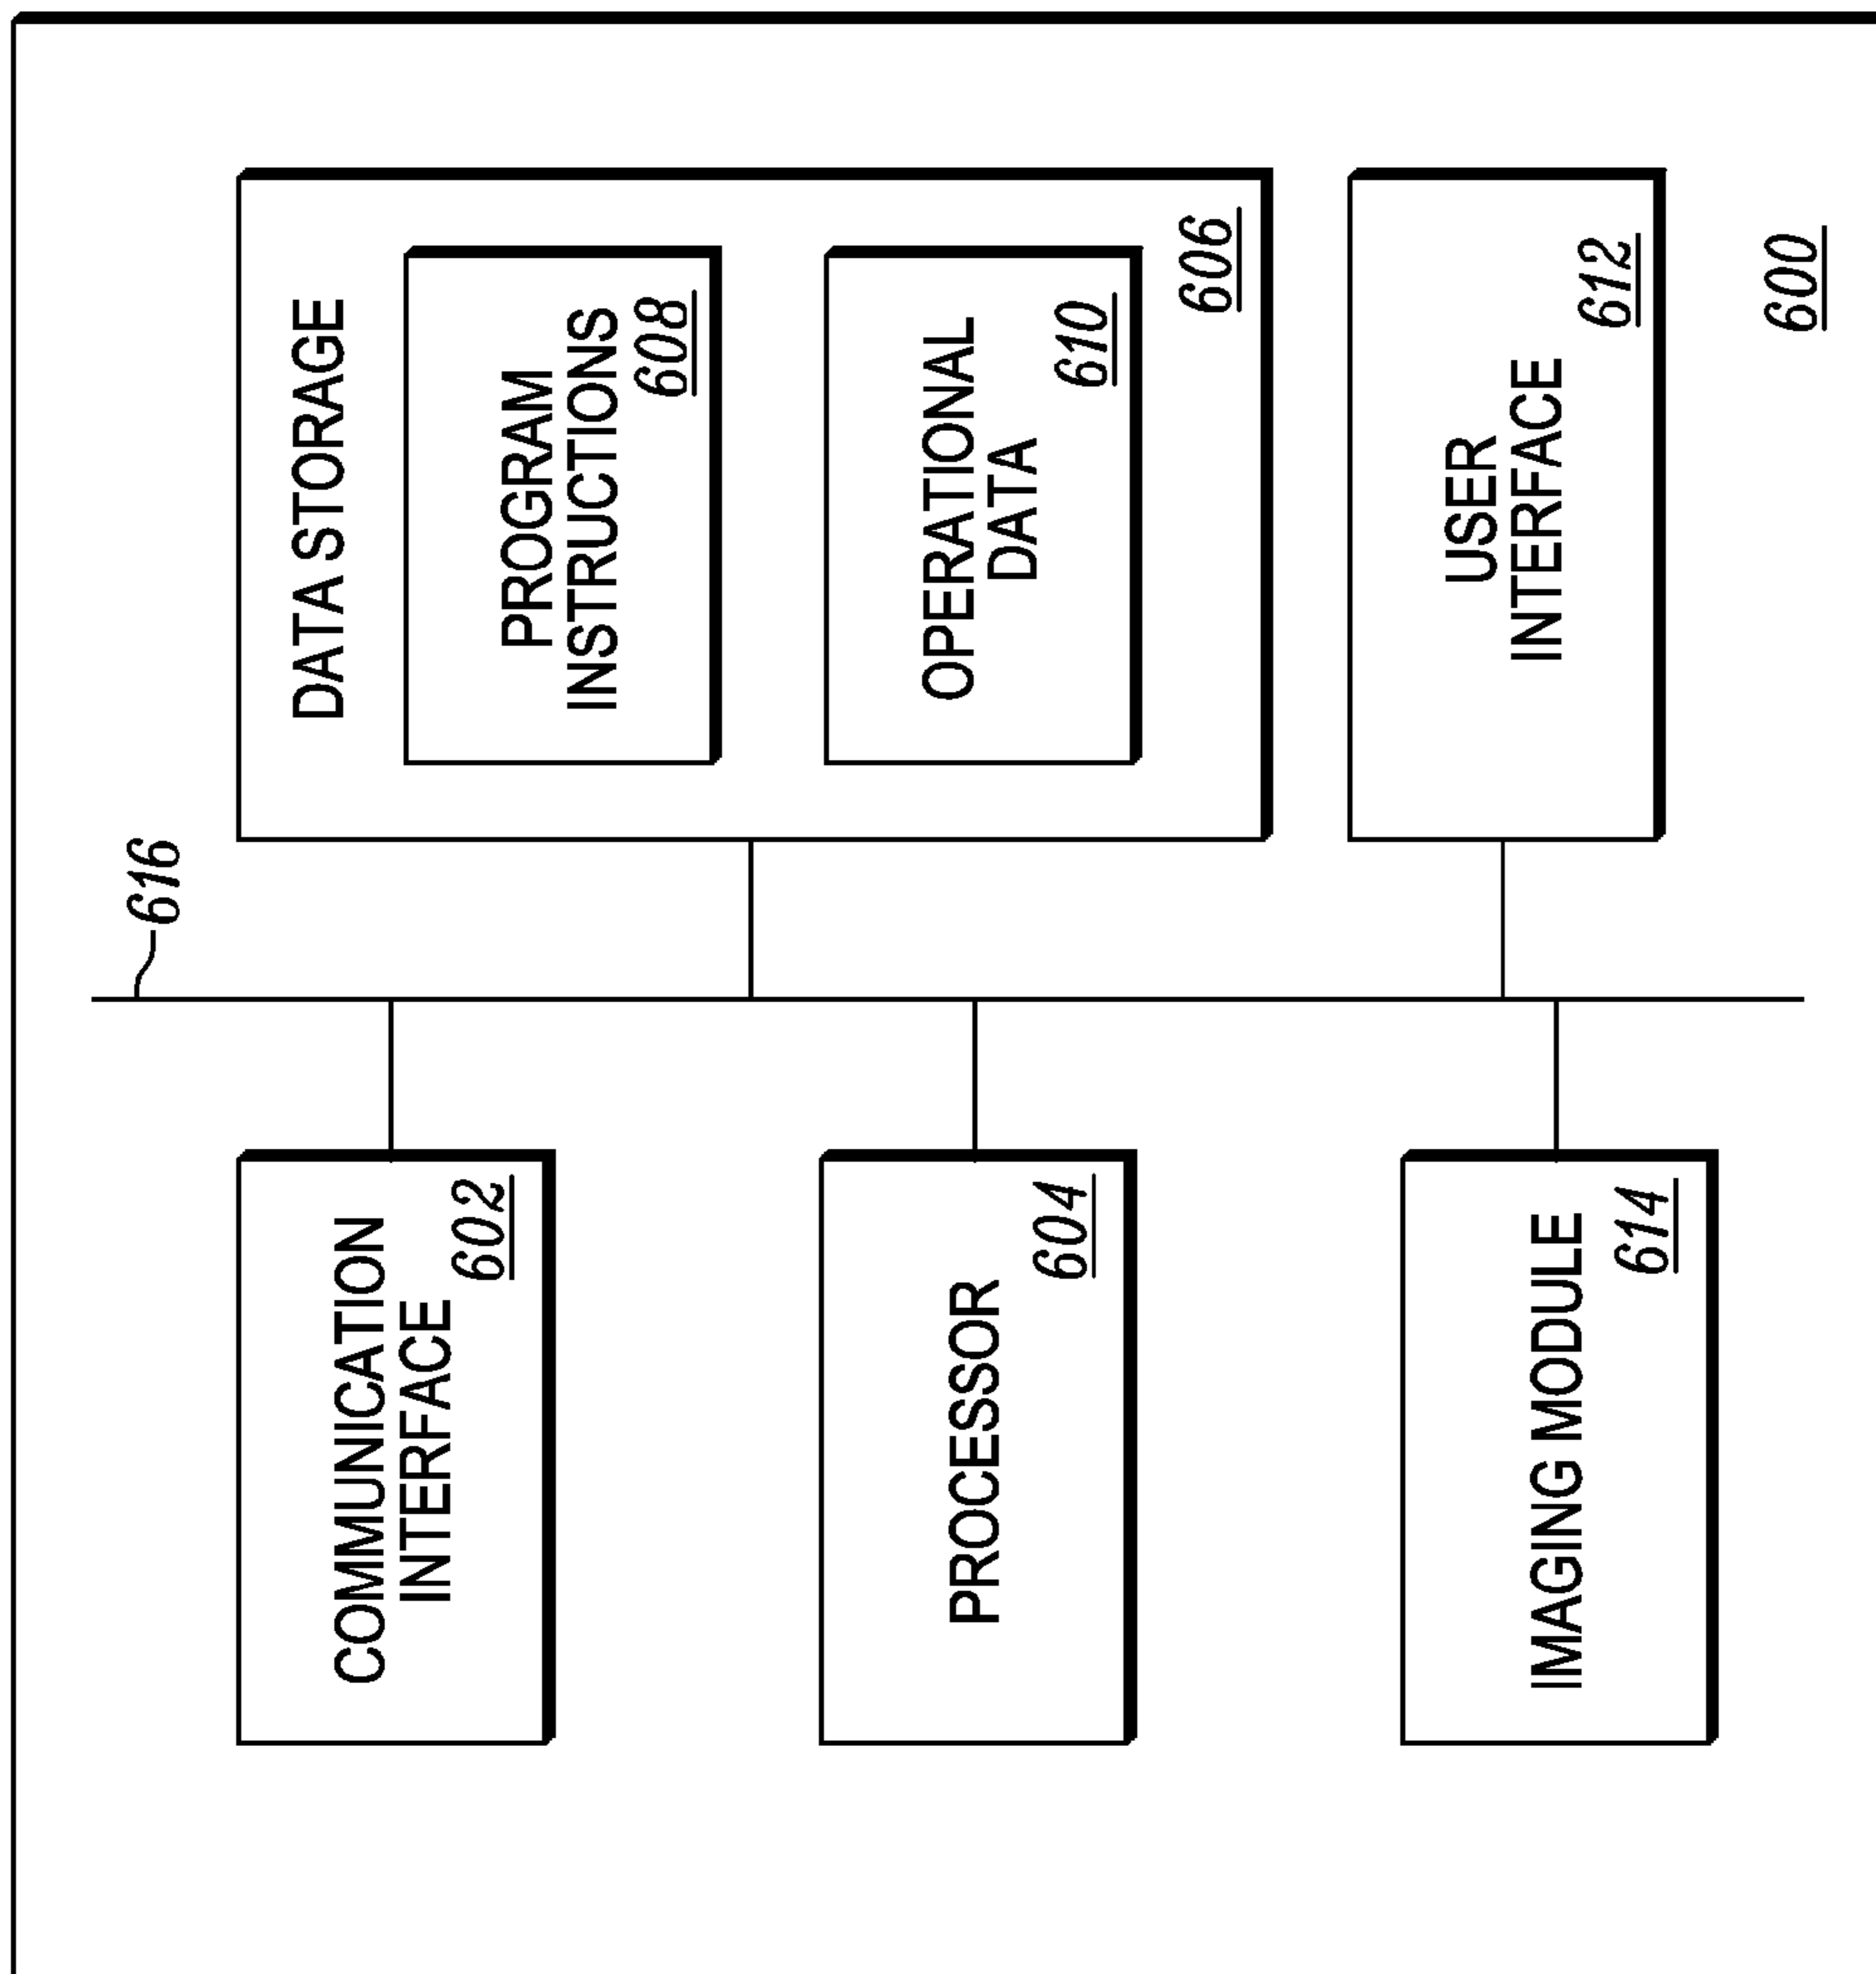 COMMUNICATION
INTERFACE
602
PROCESSOR
604
IMAGING MODULE
614
616
DATA STORAGE
PROGRAM
INSTRUCTIONS
608
OPERATIONAL
DATA
610
606
USER
INTERFACE
612
600